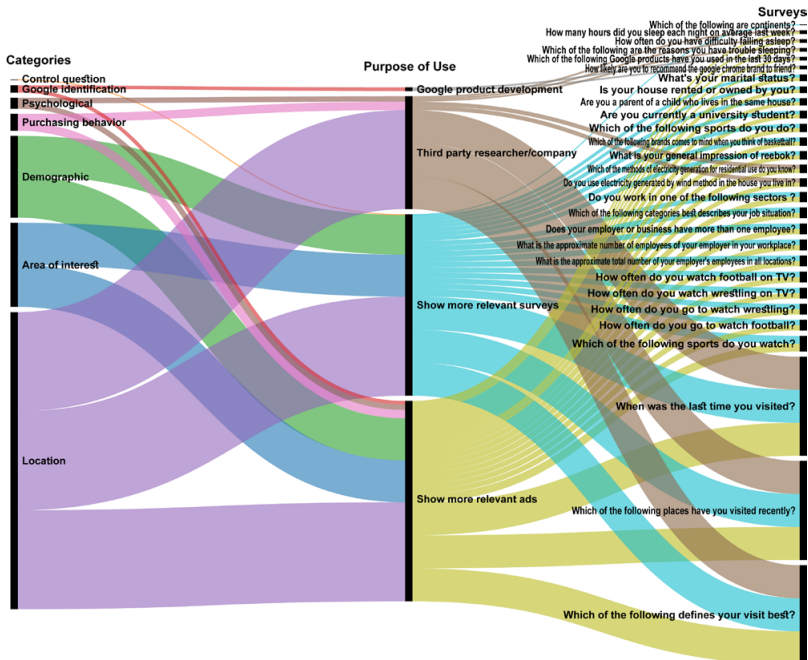 Surveys
Which of the following are continents?
How many hours did you sleep each night on average last week?
How often do you have difficulty falling asleep?
Which of the following are the reasons you have trouble sleeping?
Which of the following Google products have you used in the last 30 days?
How likely are you to recommend the google chrome brand to friend?
What's your marital status?
Is your house rented or owned by you?
Are you a parent of a child who lives in the same house?
Are you currently a university student?
Which of the following sports do you do?
Which of the following brands comes to mind when you think of basketball?
What is your general impression of reebok?
Which of the methods of electricity generation for residential use do you know?
Do you use electricity generated by wind method in the house you live in?
Do you work in one of the following sectors ?
Which of the following categories best describes your job situation?
Does your employer or business have more than one employee?
What is the approximate number of employees of your employer in your workplace?
What is the approximate total number of your employer's employees in all locations?
How often do you watch football on TV?
How often do you watch wrestling on TV?
How often do you go to watch wrestling?
How often do you go to watch football?
Which of the following sports do you watch?
When was the last time you visited?
Which of the following places have you visited recently?
Which of the following defines your visit best?
Categories
Control question
Google identification
Psychological
Purchasing behavior
Demographic
Area of interest
Location
Purpose of Use
Google product development
Third party researcher/company
Show more relevant surveys
Show more relevant ads